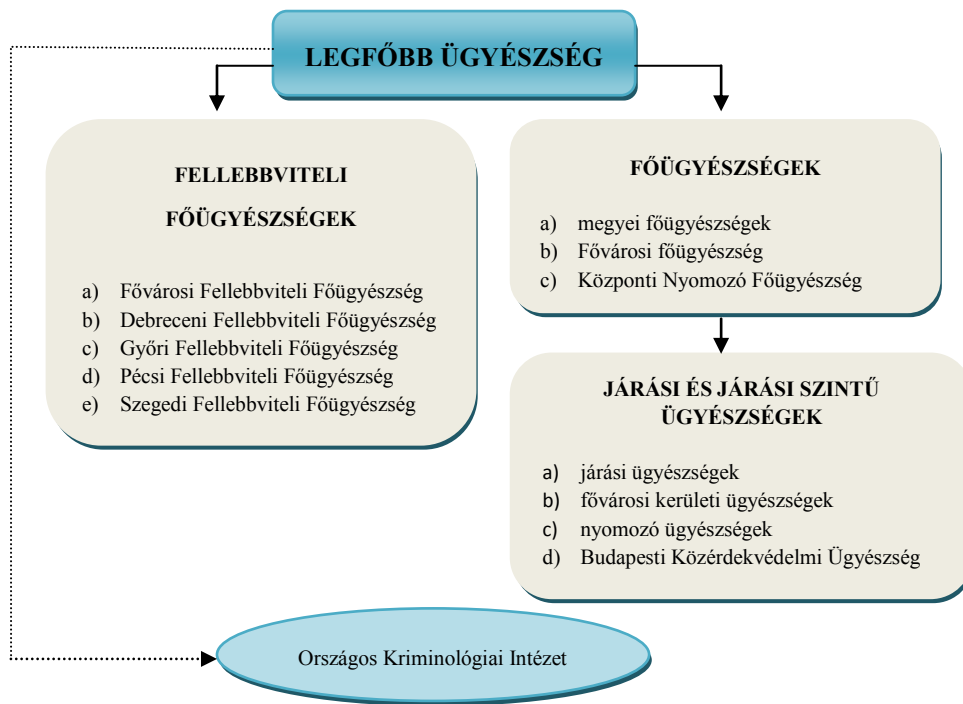 LEGFŐBB ÜGYÉSZSÉG
FELLEBBVITELI
FŐÜGYÉSZSÉGEK
a) Fővárosi Fellebbviteli Főügyészség
b) Debreceni Fellebbviteli Főügyészség
c) Győri Fellebbviteli Főügyészség
d) Pécsi Fellebbviteli Főügyészség
e) Szegedi Fellebbviteli Főügyészség
FŐÜGYÉSZSÉGEK
a) megyei főügyészségek
b) Fővárosi főügyészség
c) Központi Nyomozó Főügyészség
JÁRÁSI ÉS JÁRÁSI SZINTŰ
ÜGYÉSZSÉGEK
a) járási ügyészségek
b) fővárosi kerületi ügyészségek
c) nyomozó ügyészségek
d) Budapesti Közérdekvédelmi Ügyészség
Országos Kriminológiai Intézet